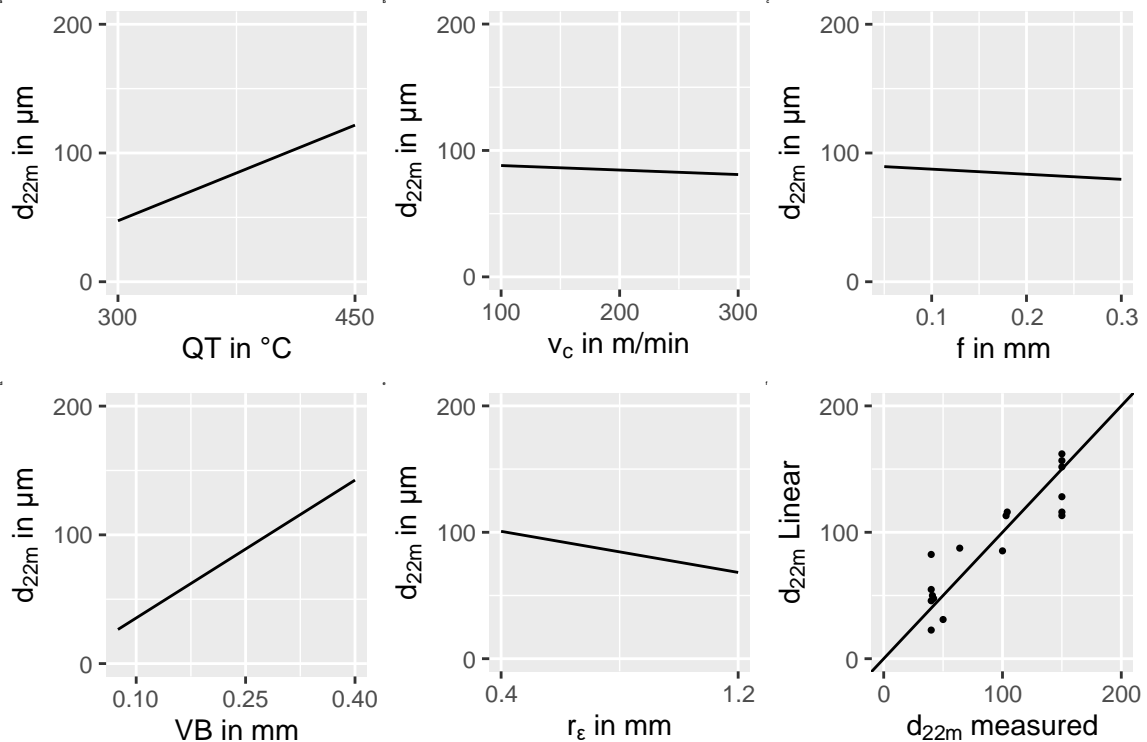 200
100
0
d22m in µm
300 450
QT in °C
200
100
0
d22m in µm
100 200 300
vc in m/min
200
100
0
d22m in µm
0.1 0.2 0.3
f in mm
200
100
0
d22m in µm
0.10 0.25 0.40
VB in mm
200
100
0
d22m in µm
0.4 1.2
rε in mm
200
100
0
d22m Linear
0 100 200
d22m measured